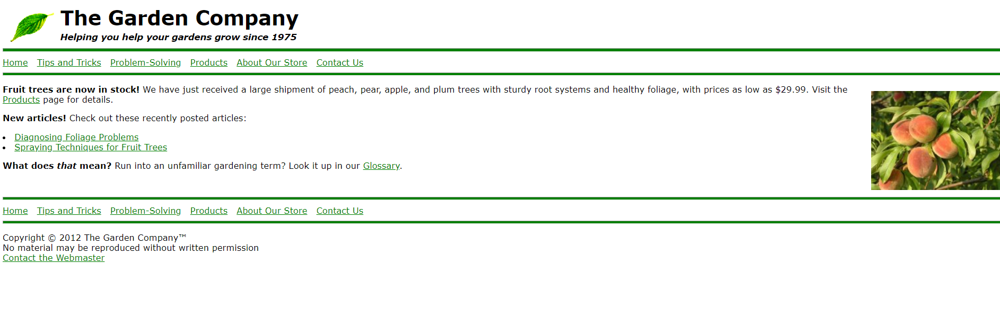 The Garden Company
Helping you help your gardens grow since 1975
Home Tips and Tricks Problem-Solving Products About Our Store Contact Us
Fruit trees are now in stock! We have just received a large shipment of peach, pear, apple, and plum trees with sturdy root systems and healthy foliage, with prices as low as $29.99. Visit the
Products page for details.
New articles! Check out these recently posted articles:
• Diagnosing Foliage Problems
• Spraying Techniques for Fruit Trees
What does that mean? Run into an unfamiliar gardening term? Look it up in our Glossary.
Home Tips and Tricks Problem-Solving Products About Our Store Contact Us
Copyright © 2012 The Garden Company™
No material may be reproduced without written permission
Contact the Webmaster